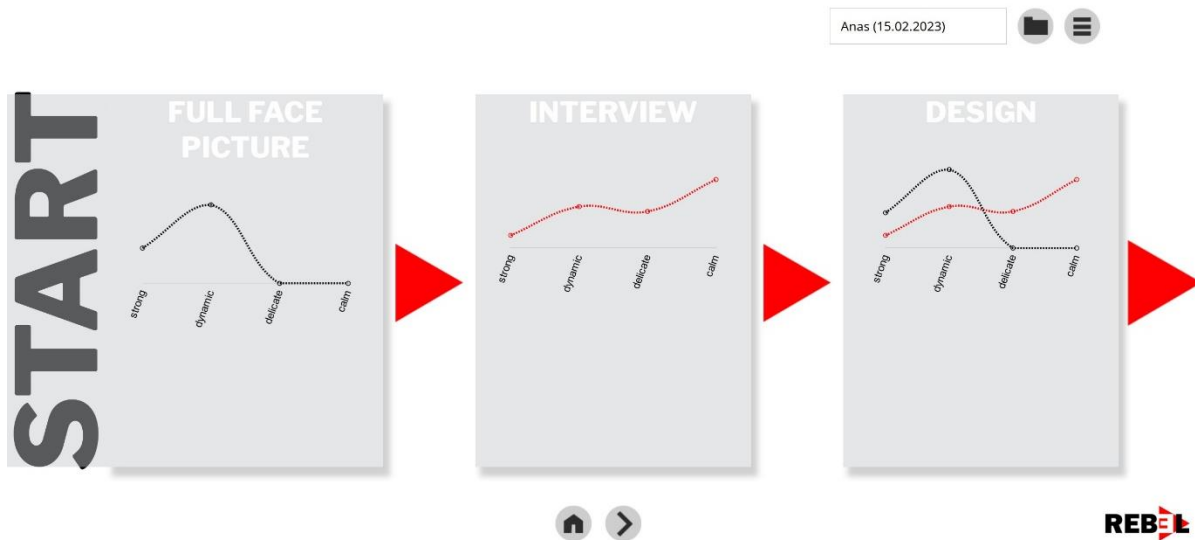 Anas (15.02.2023)
START
FULL FACE
PICTURE
strong
dynamic
delicate
calm
INTERVIEW
strong
dynamic
delicate
calm
DESIGN
strong
dynamic
delicate
calm
REBEL